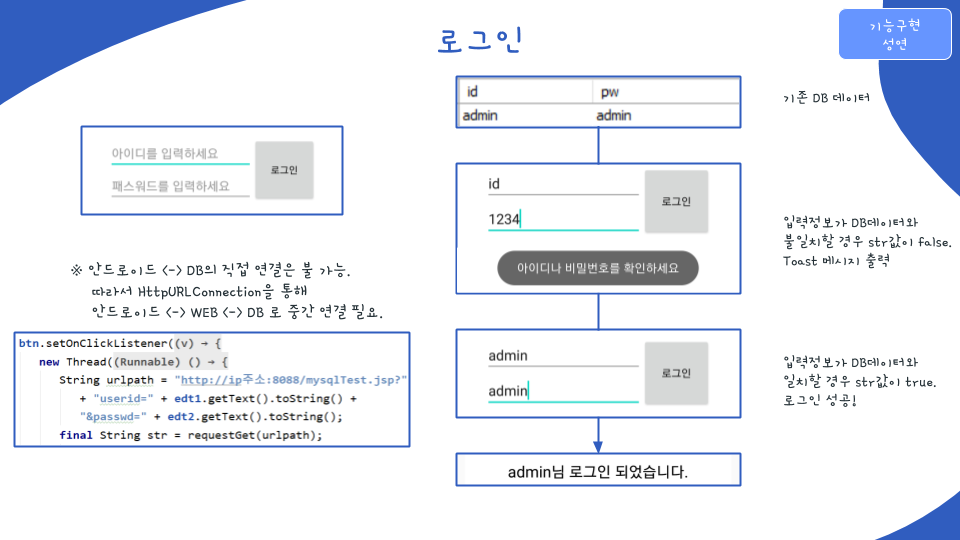 로그인
기능구현
성연
아이디를 입력하세요
패스워드를 입력하세요
로그인
※ 안드로이드 <-> DB의 직접 연결은 불 가능.
따라서 HttpURLConnection을 통해
안드로이드 <-> WEB <-> DB 로 중간 연결 필요.
btn.setOnClickListener((v) → {
new Thread((Runnable) () → {
String urlpath = "http://ip주소:8088/mysqlTest.jsp?"
+ "userid=" + edt1.getText().toString() +
"&passwd=" + edt2.getText().toString();
final String str = requestGet(urlpath);
id pw
admin admin
기존 DB 데이터
id
1234
로그인
아이디나 비밀번호를 확인하세요
입력정보가 DB데이터와
불일치할 경우 str값이 false.
Toast 메시지 출력
admin
admin
로그인
입력정보가 DB데이터와
일치할 경우 str값이 true.
로그인 성공!
admin님 로그인 되었습니다.